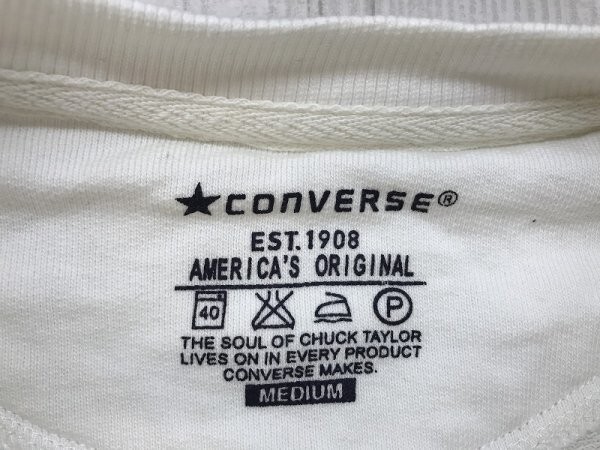 ★CONVERSE®
EST.1908
AMERICA'S ORIGINAL
40 P
THE SOUL OF CHUCK TAYLOR
LIVES ON IN EVERY PRODUCT
CONVERSE MAKES.
MEDIUM